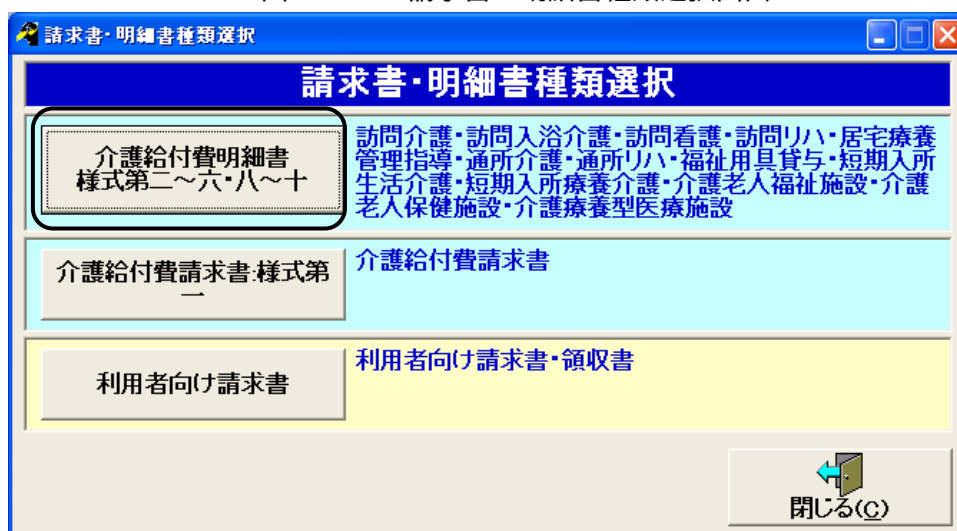 請求書・明細書種類選択
請求書・明細書種類選択
介護給付費明細書
様式第二～六・八～十
訪問介護・訪問入浴介護・訪問看護・訪問リハ・居宅療養
管理指導・通所介護・通所リハ・福祉用具貸与・短期入所
生活介護・短期入所療養介護・介護老人福祉施設・介護
老人保健施設・介護療養型医療施設
介護給付費請求書:様式第
一
介護給付費請求書
利用者向け請求書
利用者向け請求書・領収書
閉じる(C)